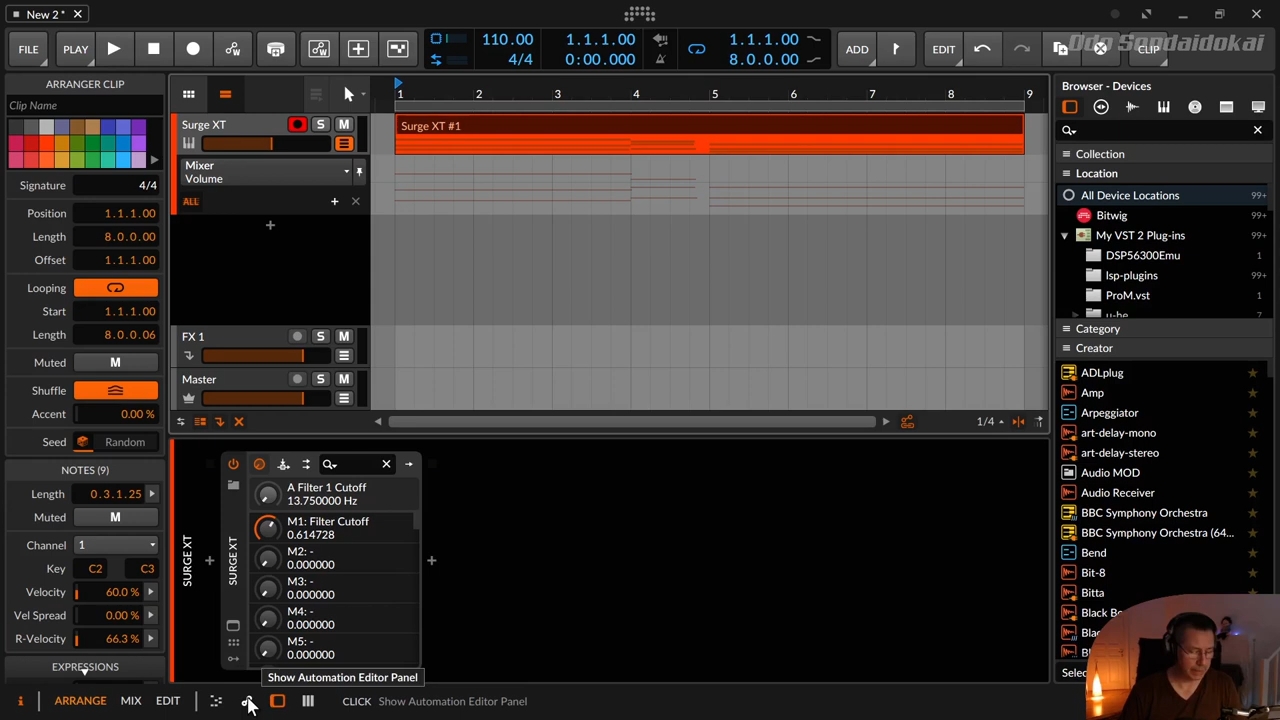 New 2 *
Odo Sondaidokai
FILE
PLAY
110.00
4/4
1.1.1.00
0:00.000
1.1.1.00
8.0.0.00
ADD
EDIT
CLIP
ARRANGER CLIP
Clip Name
Signature 4/4
Position 1.1.1.00
Length 8.0.0.00
Offset 1.1.1.00
Looping
Start 1.1.1.00
Length 8.0.0.06
Muted M
Shuffle
Accent 0.00 %
Seed Random
NOTES (9)
Length 0.3.1.25
Muted M
Channel 1
Key C2 C3
Velocity 60.0 %
Vel Spread 0.00 %
R-Velocity 66.3 %
EXPRESSIONS
1 2 3 4 5 6 7 8 9
Surge XT S M
Surge XT #1
Mixer
Volume
ALL
FX 1 S M
Master S M
1/4
SURGE XT
SURGE XT
A Filter 1 Cutoff
13.750000 Hz
M1: Filter Cutoff
0.614728
M2: -
0.000000
M3: -
0.000000
M4: -
0.000000
M5: -
0.000000
Show Automation Editor Panel
Browser - Devices
Collection
Location
All Device Locations 99+
Bitwig 99+
My VST 2 Plug-ins 99+
DSP56300Emu 1
lsp-plugins 99+
ProM.vst 1
u-he 7
Category
Creator
ADLplug
Amp
Arpeggiator
art-delay-mono
art-delay-stereo
Audio MOD
Audio Receiver
BBC Symphony Orchestra
BBC Symphony Orchestra (64...
Bend
Bit-8
Bitta
ARRANGE
MIX
EDIT
CLICK Show Automation Editor Panel